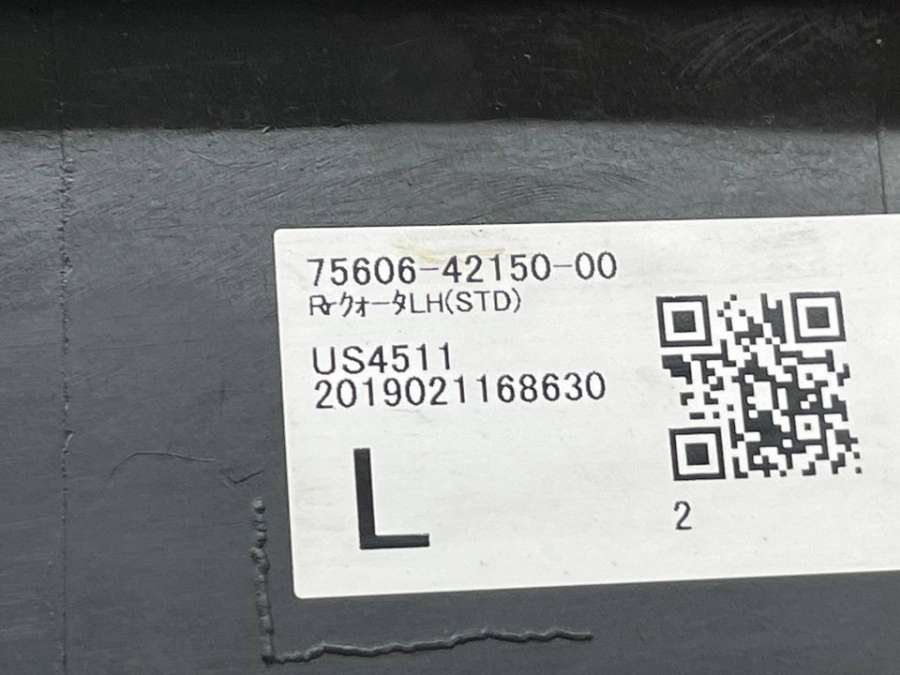 75606-42150-00
Rrｸｫｰﾀ LH(STD)
US4511
2019021168630
L
2